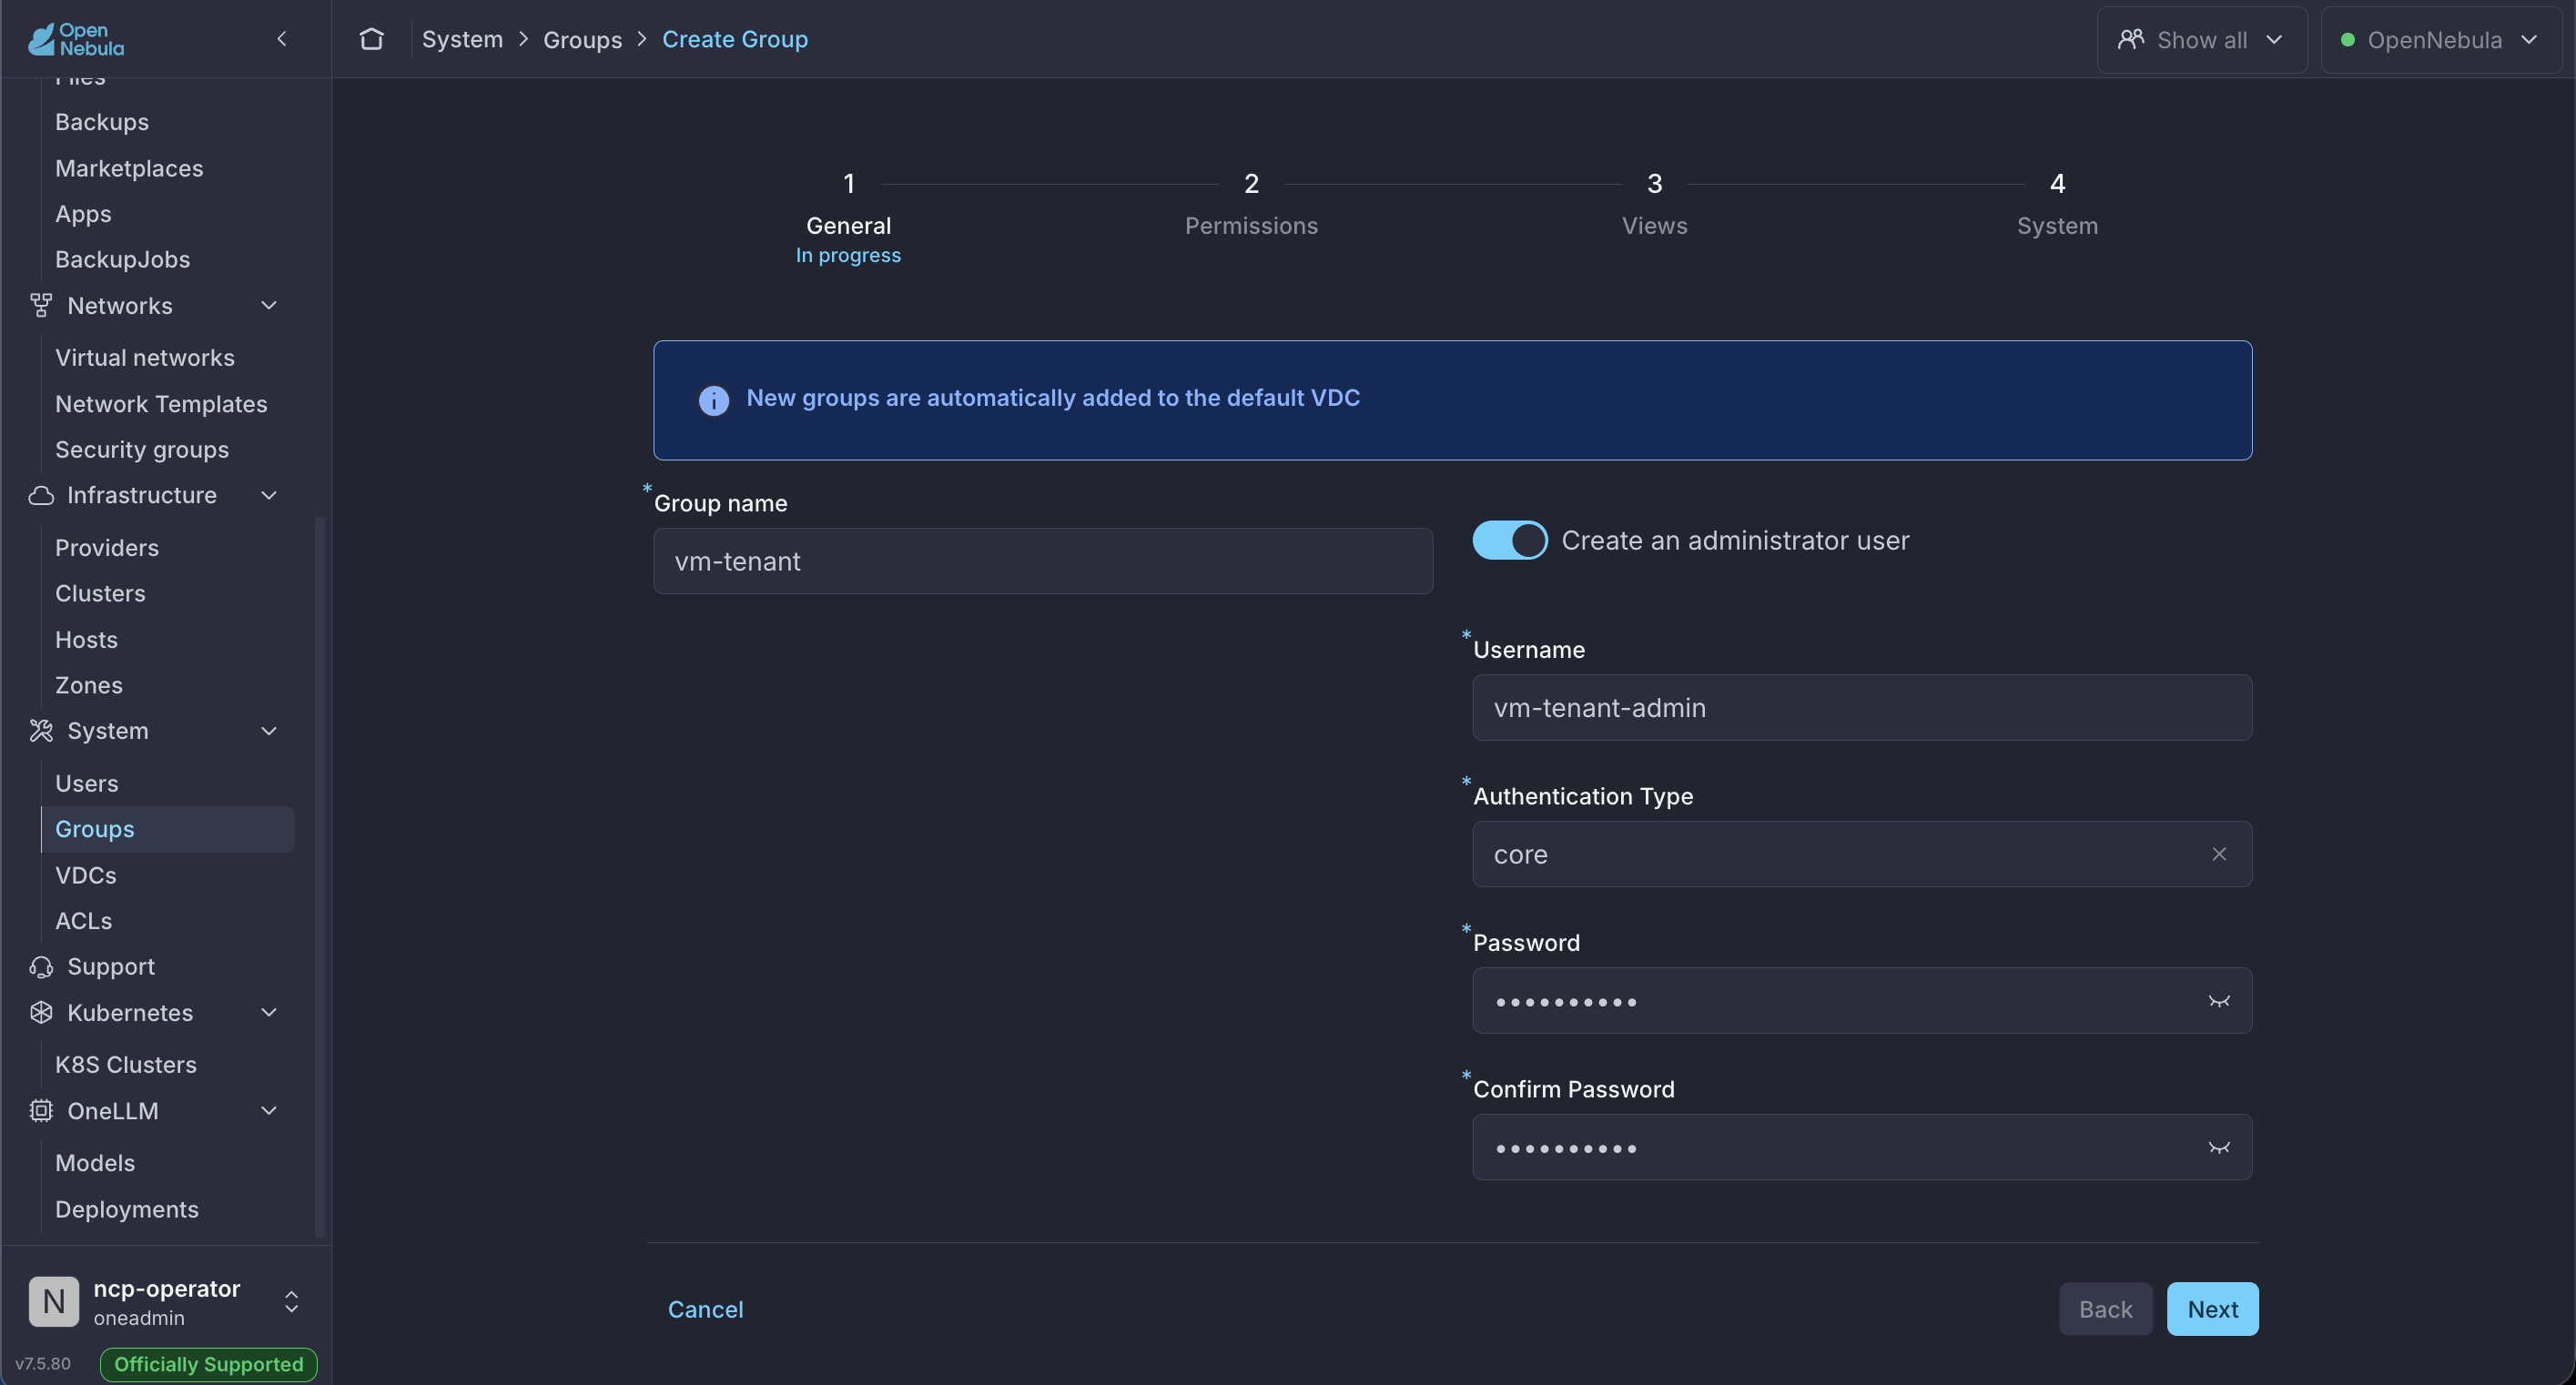 Open
Nebula
System > Groups > Create Group
Show all
OpenNebula
Files
Backups
Marketplaces
Apps
BackupJobs
Networks
Virtual networks
Network Templates
Security groups
Infrastructure
Providers
Clusters
Hosts
Zones
System
Users
Groups
VDCs
ACLs
Support
Kubernetes
K8S Clusters
OneLLM
Models
Deployments
N
ncp-operator
oneadmin
v7.5.80
Officially Supported
1
General
In progress
2
Permissions
3
Views
4
System
New groups are automatically added to the default VDC
* Group name
vm-tenant
Create an administrator user
* Username
vm-tenant-admin
* Authentication Type
core
* Password
••••••••••
* Confirm Password
••••••••••
Cancel
Back
Next